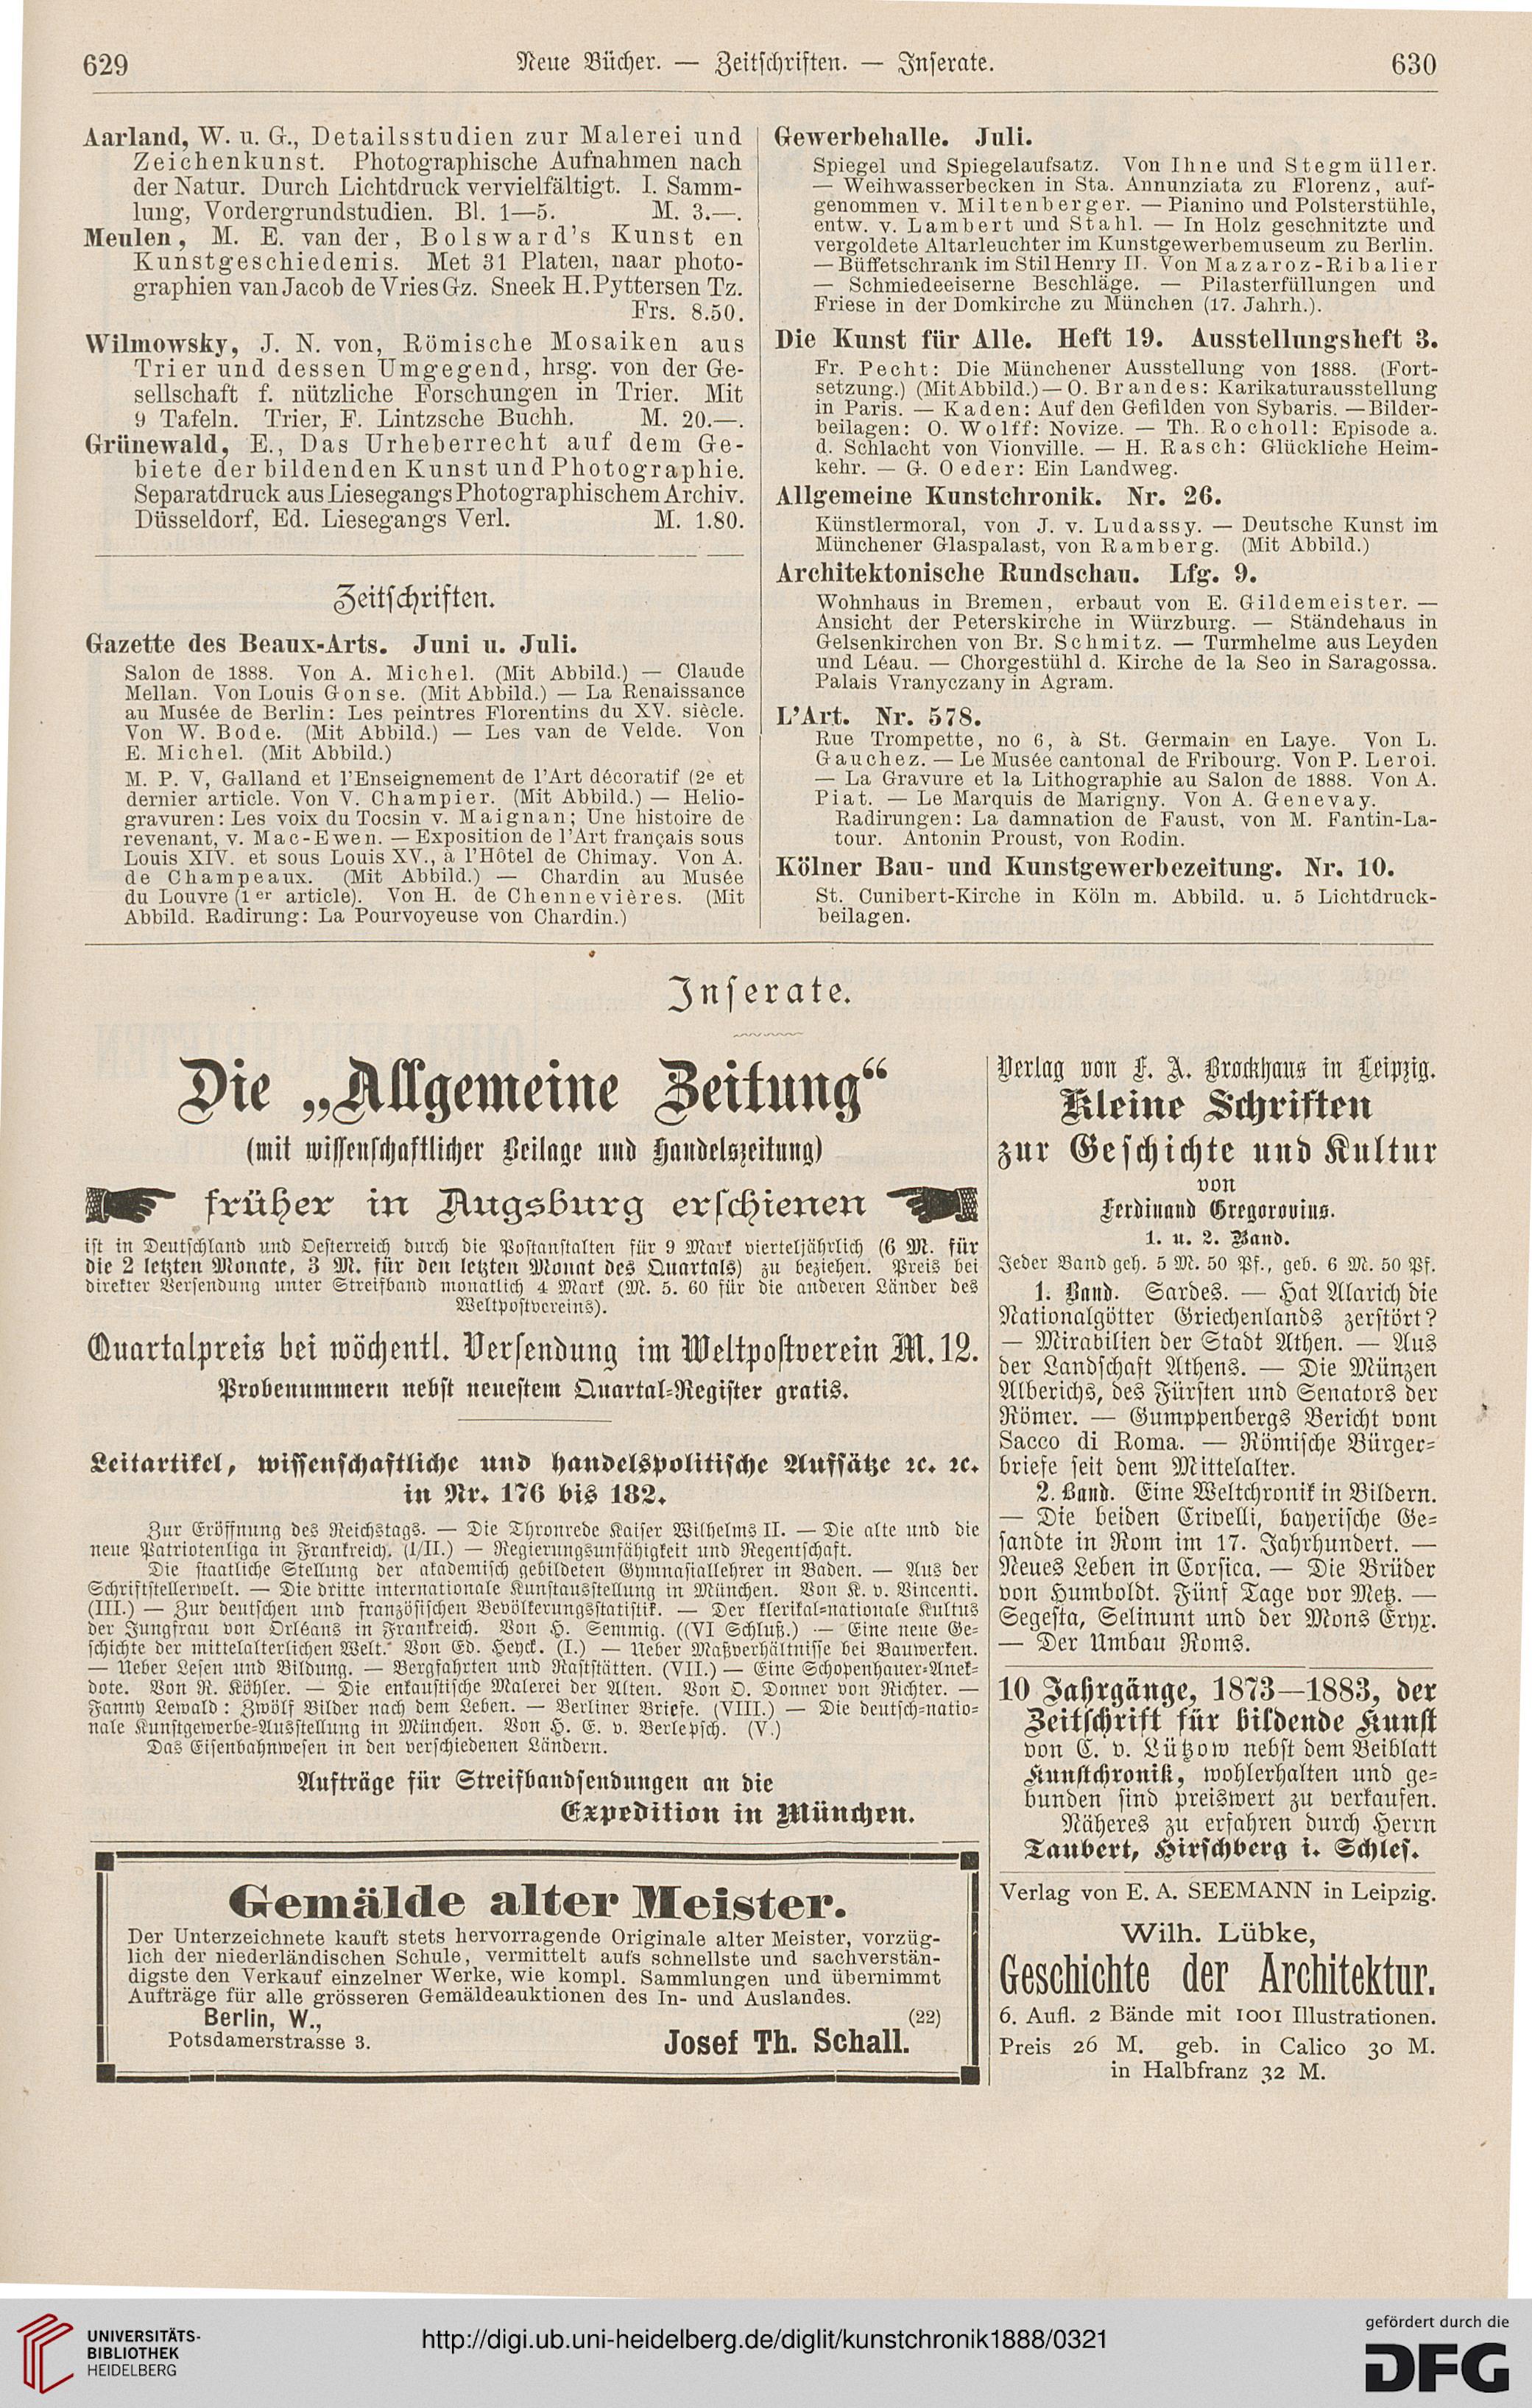 629
Neue Bücher. — Zeitschriften. — Inserate.
630
Aarland, W. u. G., Detailsstudien zur Malerei und
Zeichenkunst. Photographische Aufnahmen nach
der Natur. Durch Lichtdruck vervielfältigt. I. Samm-
lung, Vordergrundstudien. Bl. 1—5. M. 3.—.
Meulen, M. E. van der, Bolsward's Kunst en
Kunstgeschiedenis. Met 31 Platen, naar photo-
graphien van Jacob de Vries Gz. Sneek H. Pyttersen Tz.
Frs. 8.50.
Wilmowsky, J. N. von, Römische Mosaiken aus
Trier und dessen Umgegend, hrsg. von der Ge-
sellschaft f. nützliche Forschungen in Trier. Mit
9 Tafeln. Trier, F. Lintzsche Buchh. M. 20.—.
Grünewald, E., Das Urheberrecht auf dem Ge-
biete der bildenden Kunst und Photographie.
Separatdruck aus Liesegangs Photographischem Archiv.
Düsseldorf, Ed. Liesegangs Verl. M. 1.80.
Zeitschriften.
Gazette des Beaux-Arts. Juni u. Juli.
Salon de 1888. Von A. Michel. (Mit Abbild.) — Claude
Mellan. Von Louis Gonse. (Mit Abbild.) — La Renaissance
au Musée de Berlin: Les peintres Florentins du XV. siècle.
Von W. Bode. (Mit Abbild.) — Les van de Velde. Von
E. Michel. (Mit Abbild.)
M. P. V, Galland et l'Enseignement de l'Art décoratif (2e et
dernier article. Von V. Champier. (Mit Abbild.) — Helio-
gravuren: Les voix du Tocsin v. Maignan; Une histoire de
revenant, v. Mac-Ewen. — Exposition de l'Art français sous
Louis XIV. et sous Louis XV., à l'Hôtel de Chimay. Von A.
de Champeaux. (Mit Abbild.) — Chardin au Musée
du Louvre (1er article). Von H. de Chennevières. (Mit
Abbild. Radirung: La Pourvoyeuse von Chardin.)
Gewerbehalle. Juli.
Spiegel und Spiegelaufsatz. Von Ihne und Stegmüller.
— Weihwasserbecken in Sta. Annunziata zu Florenz, auf-
genommen v. Miltenberger. — Pianino und Polsterstühle,
entw. v. Lambert und Stahl. — In Holz geschnitzte und
vergoldete Altarleuchter im Kunstgewerbemuseum zu Berlin.
— Büffetschrank im Stil Henry II. Von Mazaroz-Ribalier
— Schmiedeeiserne Beschläge. — Pilasterfüllungen und
Friese in der Domkirche zu München (17. Jahrh.).
Die Kunst für Alle. Heft 19. Ausstellungsheft 3.
Fr. Pecht: Die Münchener Ausstellung von 1888. (Fort-
setzung.) (Mit Abbild.) — O. Brandes: Karikaturausstellung
in Paris. — Kaden: Auf den Gefilden von Sybaris. — Bilder-
beilagen: O. Wolff: Novize. — Th. Rocholl: Episode a.
d. Schlacht von Vionville. — H. Rasch: Glückliche Heim-
kehr. — G. Oeder: Ein Landweg.
Allgemeine Kunstchronik. Nr. 26.
Künstlermoral, von J. v. Ludassy. — Deutsche Kunst im
Münchener Glaspalast, von Ramberg. (Mit Abbild.)
Architektonische Rundschau. Lfg. 9.
Wohnhaus in Bremen, erbaut von E. Gildemeister. —
Ansicht der Peterskirche in Würzburg. — Ständehaus in
Gelsenkirchen von Br. Schmitz. — Turmhelme aus Leyden
und Léau. — Chorgestühl d. Kirche de la Seo in Saragossa.
Palais Vranyczany in Agram.
L'Art. Nr. 578.
Rue Trompette, no 6, à St. Germain en Laye. Von L.
Gauchez. — Le Musée cantonal de Fribourg. Von P. Leroi.
— La Gravure et la Lithographie au Salon de 1888. Von A.
Piat. — Le Marquis de Marigny. Von A. Genevay.
Radirungen: La damnation de Faust, von M. Fantin-La-
tour. Antonin Proust, von Rodin.
Kölner Bau- und Kunstgewerbezeitung. Nr. 10.
St. Cunibert-Kirche in Köln m. Abbild. u. 5 Lichtdruck-
beilagen.
Inserate.
Die „Allgemeine Zeitung“
(mit wissenschaftlicher Beilage und Handelszeitung)
früher in Augsburg erschienen
ist in Deutschland und Oesterreich durch die Postanstalten für 9 Mark vierteljährlich (6 M. für
die 2 letzten Monate, 3 M. für den letzten Monat des Quartals) zu beziehen. Preis bei
direkter Versendung unter Streifband monatlich 4 Mark (M. 5. 60 für die anderen Länder des
Weltpostvereins).
Quartalpreis bei wöchentl. Versendung im Weltpostverein M. 12.
Probenummern nebst neuestem Quartal-Register gratis.
Leitartikel, wissenschaftliche und handelspolitische Aufsätze ꝛc. ꝛc.
in Nr. 176 bis 182.
Zur Eröffnung des Reichstags. — Die Thronrede Kaiser Wilhelms II. — Die alte und die
neue Patriotenliga in Frankreich. (I/II.) — Regierungsunfähigkeit und Regentschaft.
Die staatliche Stellung der akademisch gebildeten Gymnasiallehrer in Baden. — Aus der
Schriftstellerwelt. — Die dritte internationale Kunstausstellung in München. Von K. v. Vincenti.
(III.) — Zur deutschen und französischen Bevölkerungsstatistik. — Der klerikal-nationale Kultus
der Jungfrau von Orléans in Frankreich. Von H. Semmig. ((VI Schluß.) — Eine neue Ge-
schichte der mittelalterlichen Welt. Von Ed. Heyck. (I.) — Ueber Maßverhältnisse bei Bauwerken.
— Ueber Lesen und Bildung. — Bergfahrten und Raststätten. (VII.) — Eine Schopenhauer-Anek-
dote. Von R. Köhler. — Die enkaustische Malerei der Alten. Von O. Donner von Richter. —
Fanny Lewald: Zwölf Bilder nach dem Leben. — Berliner Briefe. (VIII.) — Die deutsch-natio-
nale Kunstgewerbe-Ausstellung in München. Von H. E. v. Berlepsch. (V.)
Das Eisenbahnwesen in den verschiedenen Ländern.
Aufträge für Streifbandsendungen an die
Expedition in München.
Gemälde alter Meister.
Der Unterzeichnete kauft stets hervorragende Originale alter Meister, vorzüg-
lich der niederländischen Schule, vermittelt aufs schnellste und sachverstän-
digste den Verkauf einzelner Werke, wie kompl. Sammlungen und übernimmt
Aufträge für alle grösseren Gemäldeauktionen des In- und Auslandes.
Berlin, W., (22)
Potsdamerstrasse 3. Josef Th. Schall.
Verlag von F. A. Brockhaus in Leipzig.
Kleine Schriften
zur Geschichte und Kultur
von
Ferdinand Gregorovius.
1. u. 2. Band.
Jeder Band geh. 5 M. 50 Pf., geb. 6 M. 50 Pf.
1. Band. Sardes. — Hat Alarich die
Nationalgötter Griechenlands zerstört?
— Mirabilien der Stadt Athen. — Aus
der Landschaft Athens. — Die Münzen
Alberichs, des Fürsten und Senators der
Römer. — Gumppenbergs Bericht vom
Sacco di Roma. — Römische Bürger-
briefe seit dem Mittelalter.
2. Band. Eine Weltchronik in Bildern.
— Die beiden Crivelli, bayerische Ge-
sandte in Rom im 17. Jahrhundert. —
Neues Leben in Corsica. — Die Brüder
von Humboldt. Fünf Tage vor Metz. —
Segesta, Selinunt und der Mons Eryx.
— Der Umbau Roms.
10 Jahrgänge, 1873—1883, der
Zeitschrift für bildende Kunst
von C. v. Lützow nebst dem Beiblatt
Kunstchronik, wohlerhalten und ge-
bunden sind preiswert zu verkaufen.
Näheres zu erfahren durch Herrn
Taubert, Hirschberg i. Schles.
Verlag von E. A. SEEMANN in Leipzig.
Wilh. Lübke,
Geschichte der Architektur.
6. Aufl. 2 Bände mit 1001 Illustrationen.
Preis 26 M. geb. in Calico 30 M.
in Halbfranz 32 M.
UNIVERSITÄTS-
BIBLIOTHEK
HEIDELBERG
http://digi.ub.uni-heidelberg.de/diglit/kunstchronik1888/0321
gefördert durch die
DFG